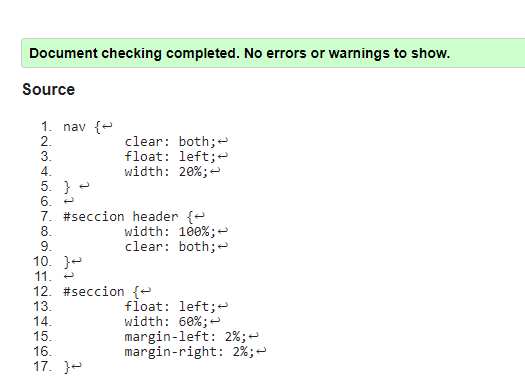 Document checking completed. No errors or warnings to show.
Source
1. nav {↩
2. clear: both;↩
3. float: left;↩
4. width: 20%;↩
5. } ↩
6. ↩
7. #seccion header {↩
8. width: 100%;↩
9. clear: both;↩
10. }↩
11. ↩
12. #seccion {↩
13. float: left;↩
14. width: 60%;↩
15. margin-left: 2%;↩
16. margin-right: 2%;↩
17. }↩